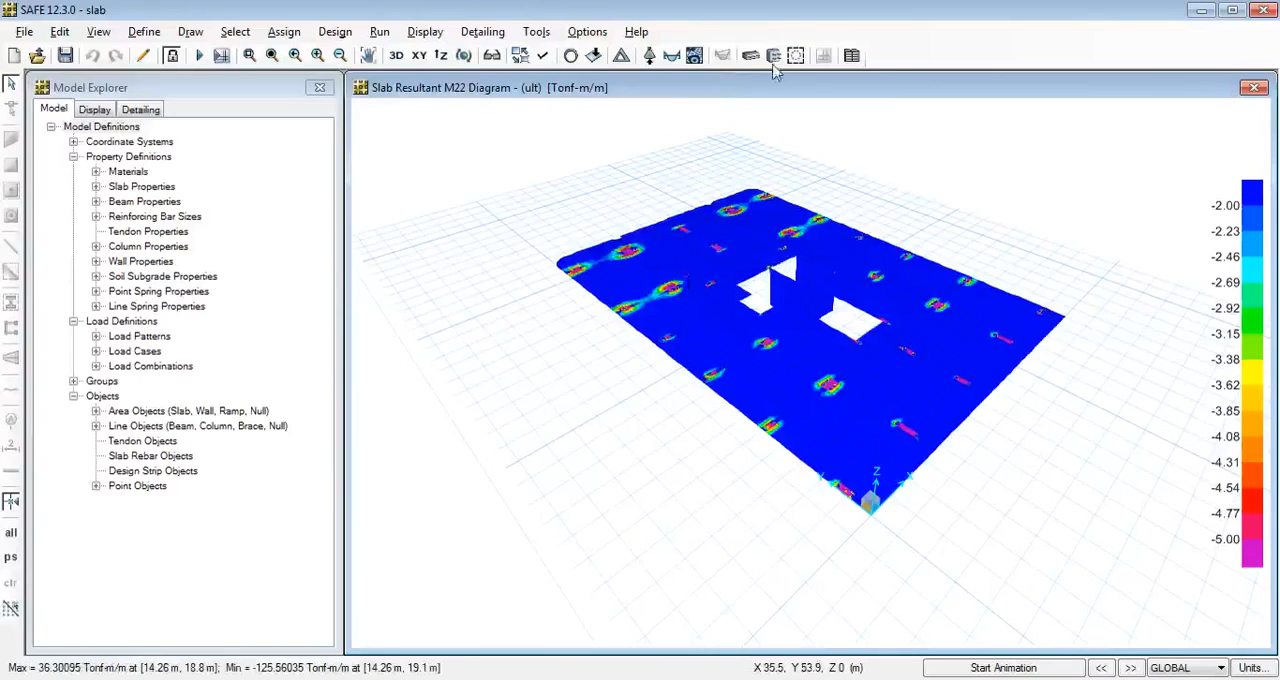 SAFE 12.3.0 - slab
File Edit View Define Draw Select Assign Design Run Display Detailing Tools Options Help
3D XY
Model Explorer
Model Display Detailing
Model Definitions
Coordinate Systems
Property Definitions
Materials
Slab Properties
Beam Properties
Reinforcing Bar Sizes
Tendon Properties
Column Properties
Wall Properties
Soil Subgrade Properties
Point Spring Properties
Line Spring Properties
Load Definitions
Load Patterns
Load Cases
Load Combinations
Groups
Objects
Area Objects (Slab, Wall, Ramp, Null)
Line Objects (Beam, Column, Brace, Null)
Tendon Objects
Slab Rebar Objects
Design Strip Objects
Point Objects
all
ps
clr
Slab Resultant M22 Diagram - (ult) [Tonf-m/m]
Z
-2.00
-2.23
-2.46
-2.69
-2.92
-3.15
-3.38
-3.62
-3.85
-4.08
-4.31
-4.54
-4.77
-5.00
Max = 36.30095 Tonf-m/m at [14.26 m, 18.8 m]; Min = -125.56035 Tonf-m/m at [14.26 m, 19.1 m]
X 35.5, Y 53.9, Z 0 (m)
Start Animation << >> GLOBAL Units...